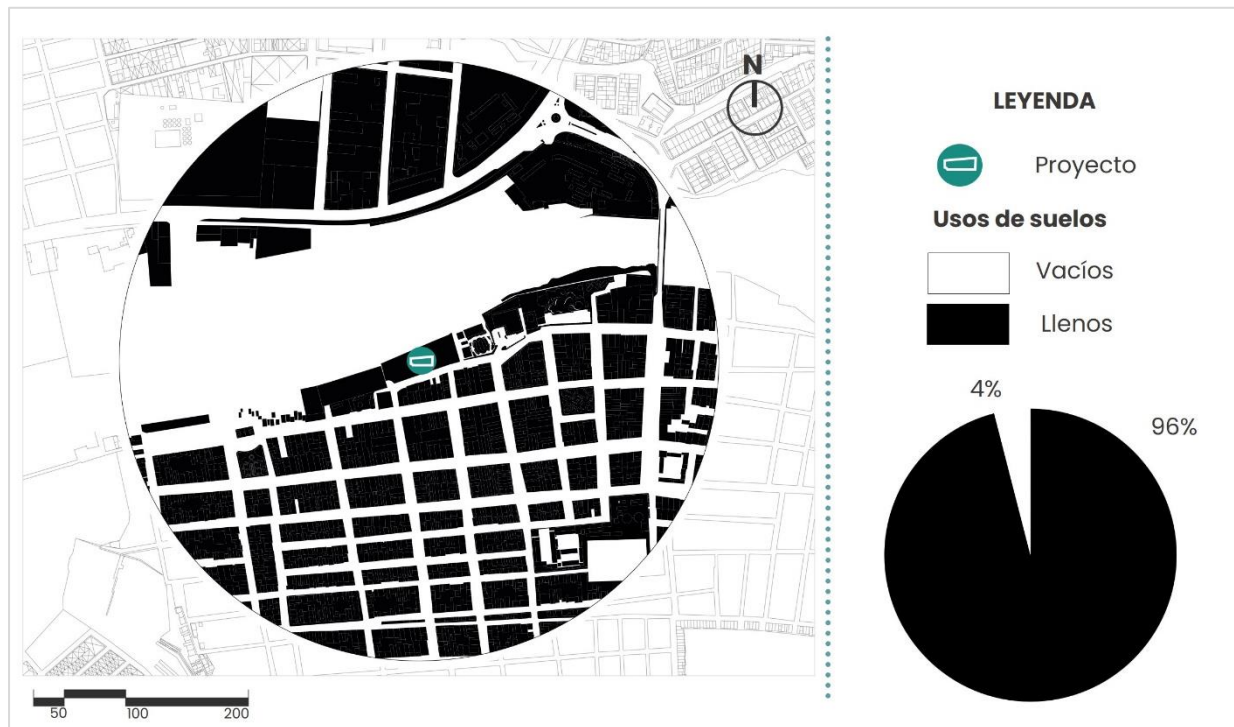 N
LEYENDA
Proyecto
Usos de suelos
Vacíos
Llenos
4%
96%
50 100 200